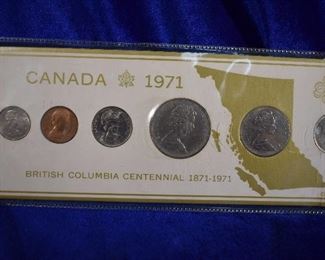 CANADA 1971
BRITISH COLUMBIA CENTENNIAL 1871-1971